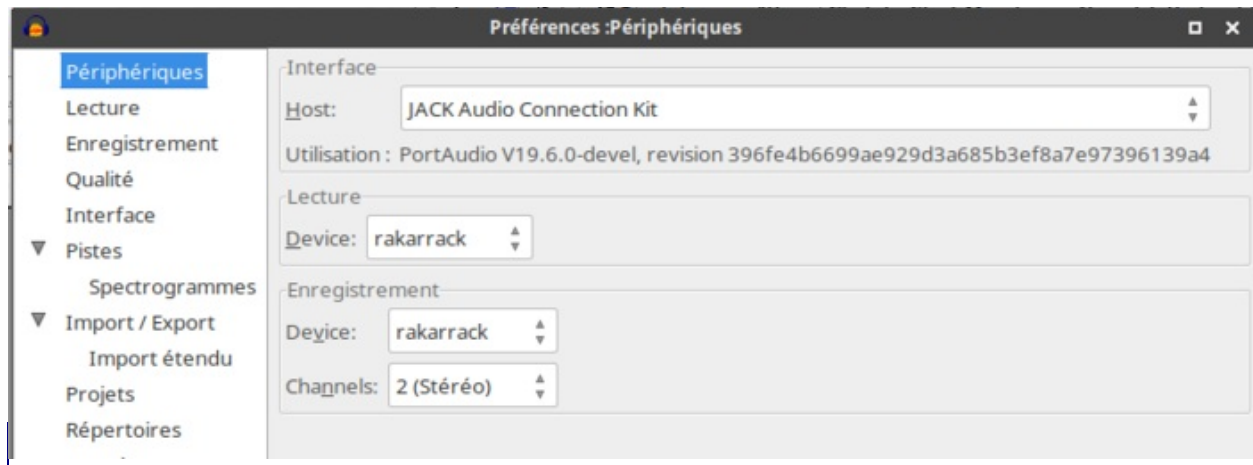 Préférences :Périphériques
Périphériques
Lecture
Enregistrement
Qualité
Interface
Pistes
Spectrogrammes
Import / Export
Import étendu
Projets
Répertoires
Interface
Host: JACK Audio Connection Kit
Utilisation : PortAudio V19.6.0-devel, revision 396fe4b6699ae929d3a685b3ef8a7e97396139a4
Lecture
Device: rakarrack
Enregistrement
Device: rakarrack
Channels: 2 (Stéréo)